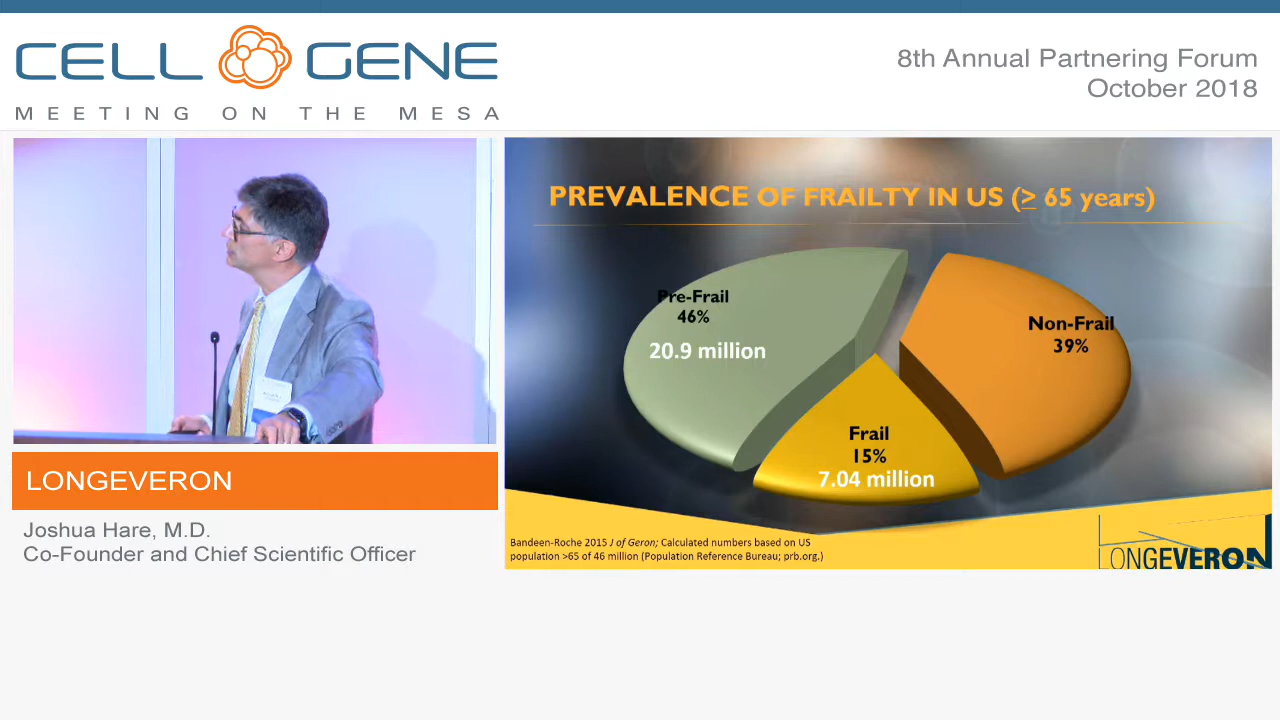 CELL GENE
MEETING ON THE MESA
8th Annual Partnering Forum
October 2018
PREVALENCE OF FRAILTY IN US (≥ 65 years)
Pre-Frail
46%
20.9 million
Non-Frail
39%
Frail
15%
7.04 million
Bandeen-Roche 2015 J of Geron; Calculated numbers based on US
population >65 of 46 million (Population Reference Bureau; prb.org.)
LONGEVERON
LONGEVERON
Joshua Hare, M.D.
Co-Founder and Chief Scientific Officer